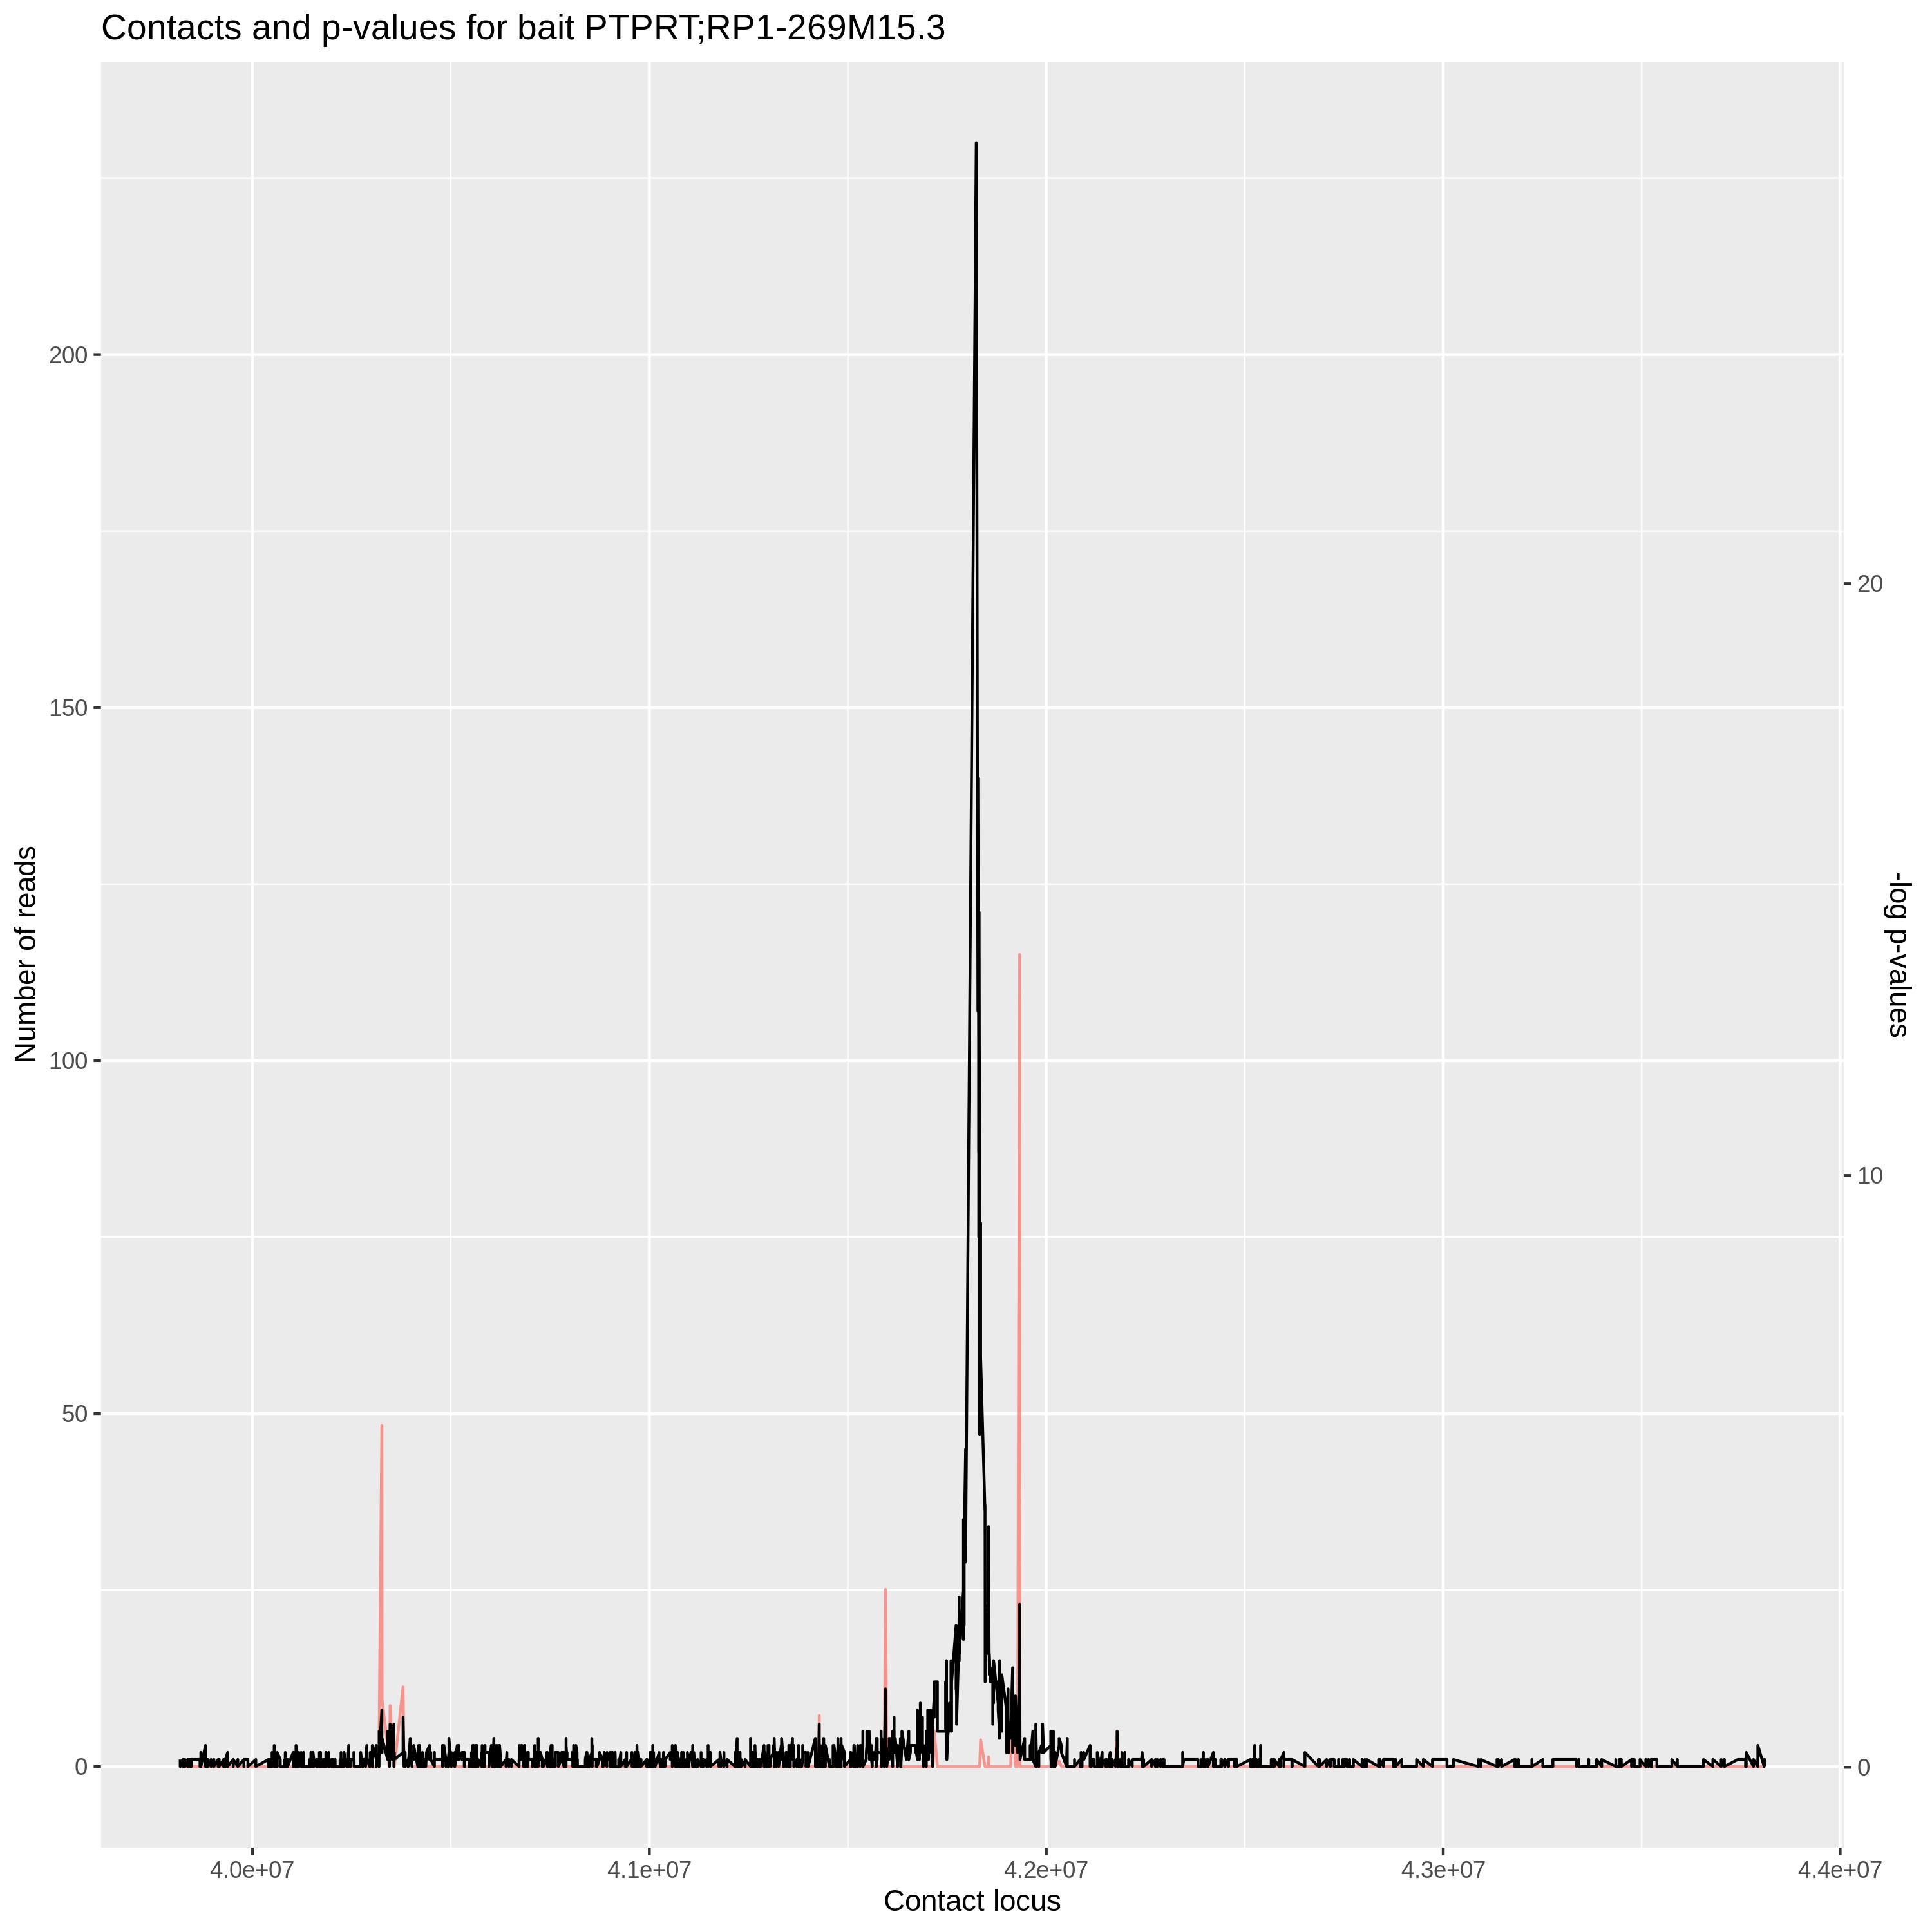 Contacts and p-values for bait PTPRT;RP1-269M15.3
Number of reads
200
150
100
50
0
20
10
0
-log p-values
4.0e+07
4.1e+07
4.2e+07
4.3e+07
4.4e+07
Contact locus